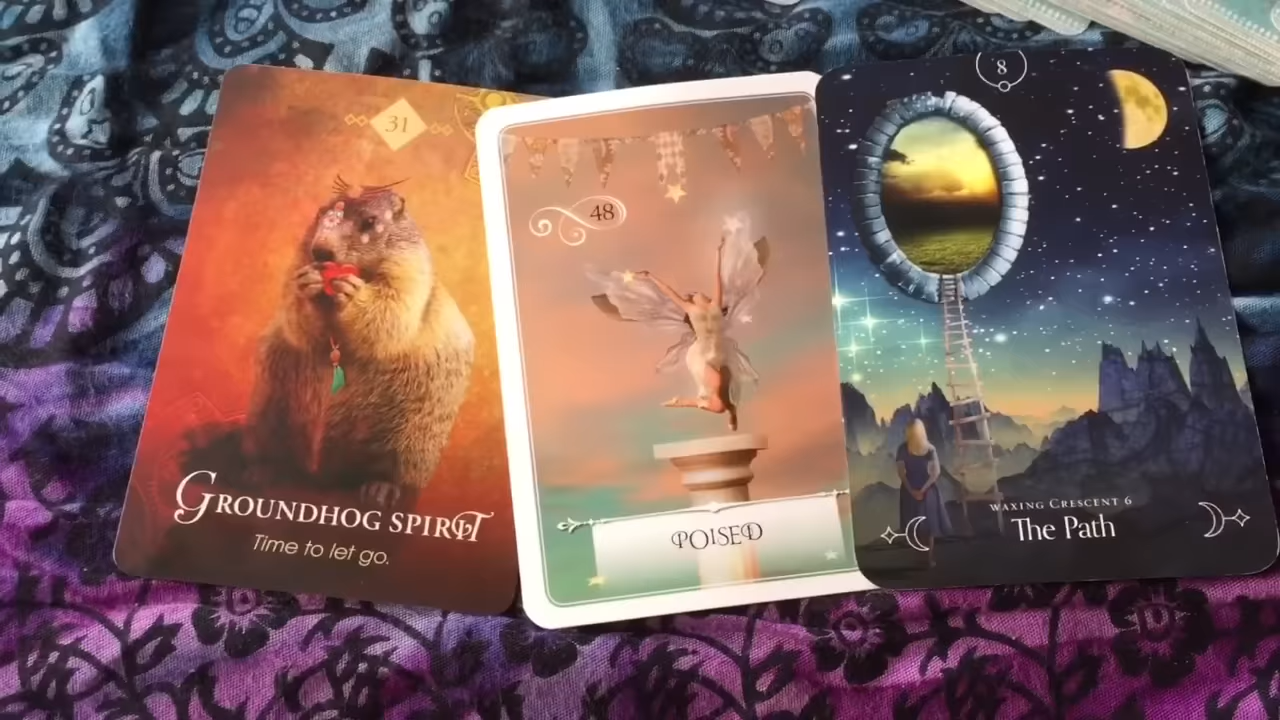 31
GROUNDHOG SPIRIT
Time to let go.
48
POISED
8
WAXING CRESCENT 6
The Path